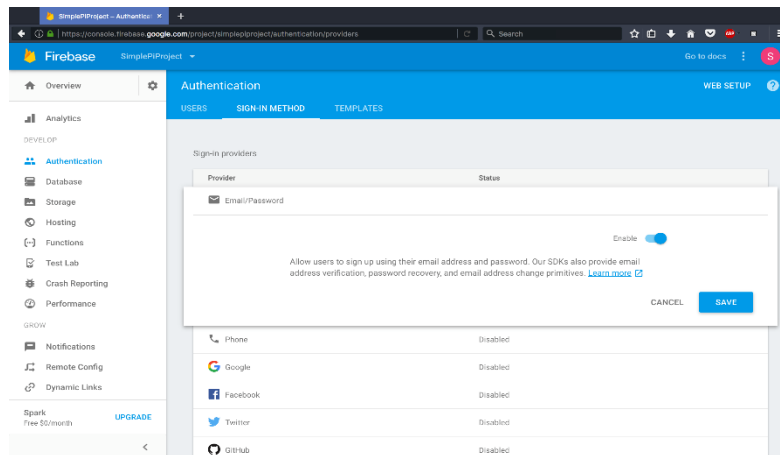 SimplePiProject – Authenticat ×
https://console.firebase.google.com/project/simplepiproject/authentication/providers
Search
Firebase
SimplePiProject
Go to docs
S
Overview
Authentication
WEB SETUP
USERS
SIGN-IN METHOD
TEMPLATES
Analytics
DEVELOP
Authentication
Database
Storage
Hosting
Functions
Test Lab
Crash Reporting
Performance
GROW
Notifications
Remote Config
Dynamic Links
Spark
Free $0/month
UPGRADE
Sign-in providers
Provider Status
Email/Password
Enable
Allow users to sign up using their email address and password. Our SDKs also provide email
address verification, password recovery, and email address change primitives. Learn more
CANCEL SAVE
Phone Disabled
Google Disabled
Facebook Disabled
Twitter Disabled
GitHub Disabled